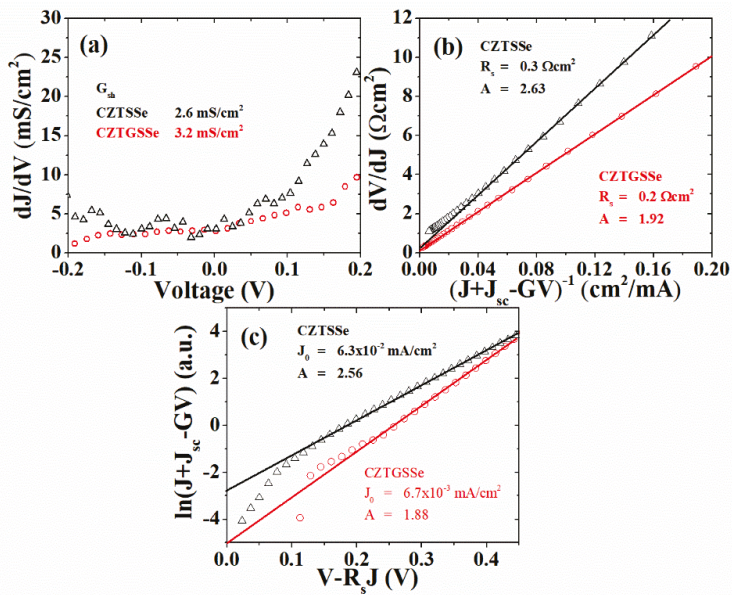 (a)
G_sh
CZTSSe 2.6 mS/cm²
CZTGSSe 3.2 mS/cm²
dJ/dV (mS/cm²)
30
25
20
15
10
5
0
-0.2 -0.1 0.0 0.1 0.2
Voltage (V)
(b)
CZTSSe
R_s = 0.3 Ωcm²
A = 2.63
CZTGSSe
R_s = 0.2 Ωcm²
A = 1.92
dV/dJ (Ωcm²)
12
10
8
6
4
2
0
0.00 0.04 0.08 0.12 0.16 0.20
(J+J_sc-GV)⁻¹ (cm²/mA)
(c)
CZTSSe
J₀ = 6.3x10⁻² mA/cm²
A = 2.56
CZTGSSe
J₀ = 6.7x10⁻³ mA/cm²
A = 1.88
ln(J+J_sc-GV) (a.u.)
4
2
0
-2
-4
0.0 0.1 0.2 0.3 0.4
V-R_sJ (V)